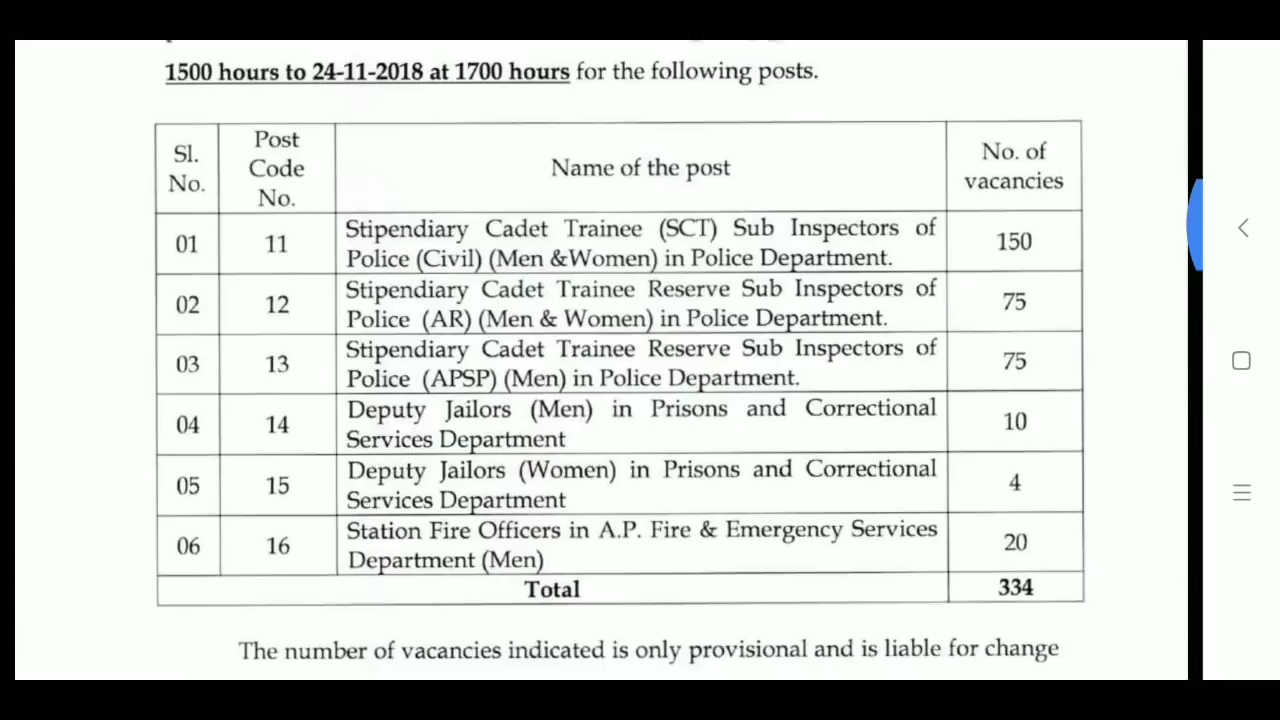 1500 hours to 24-11-2018 at 1700 hours for the following posts.
Sl. No. Post Code No. Name of the post No. of vacancies
01 11 Stipendiary Cadet Trainee (SCT) Sub Inspectors of
Police (Civil) (Men &Women) in Police Department. 150
02 12 Stipendiary Cadet Trainee Reserve Sub Inspectors of
Police (AR) (Men & Women) in Police Department. 75
03 13 Stipendiary Cadet Trainee Reserve Sub Inspectors of
Police (APSP) (Men) in Police Department. 75
04 14 Deputy Jailors (Men) in Prisons and Correctional
Services Department 10
05 15 Deputy Jailors (Women) in Prisons and Correctional
Services Department 4
06 16 Station Fire Officers in A.P. Fire & Emergency Services
Department (Men) 20
Total 334
The number of vacancies indicated is only provisional and is liable for change